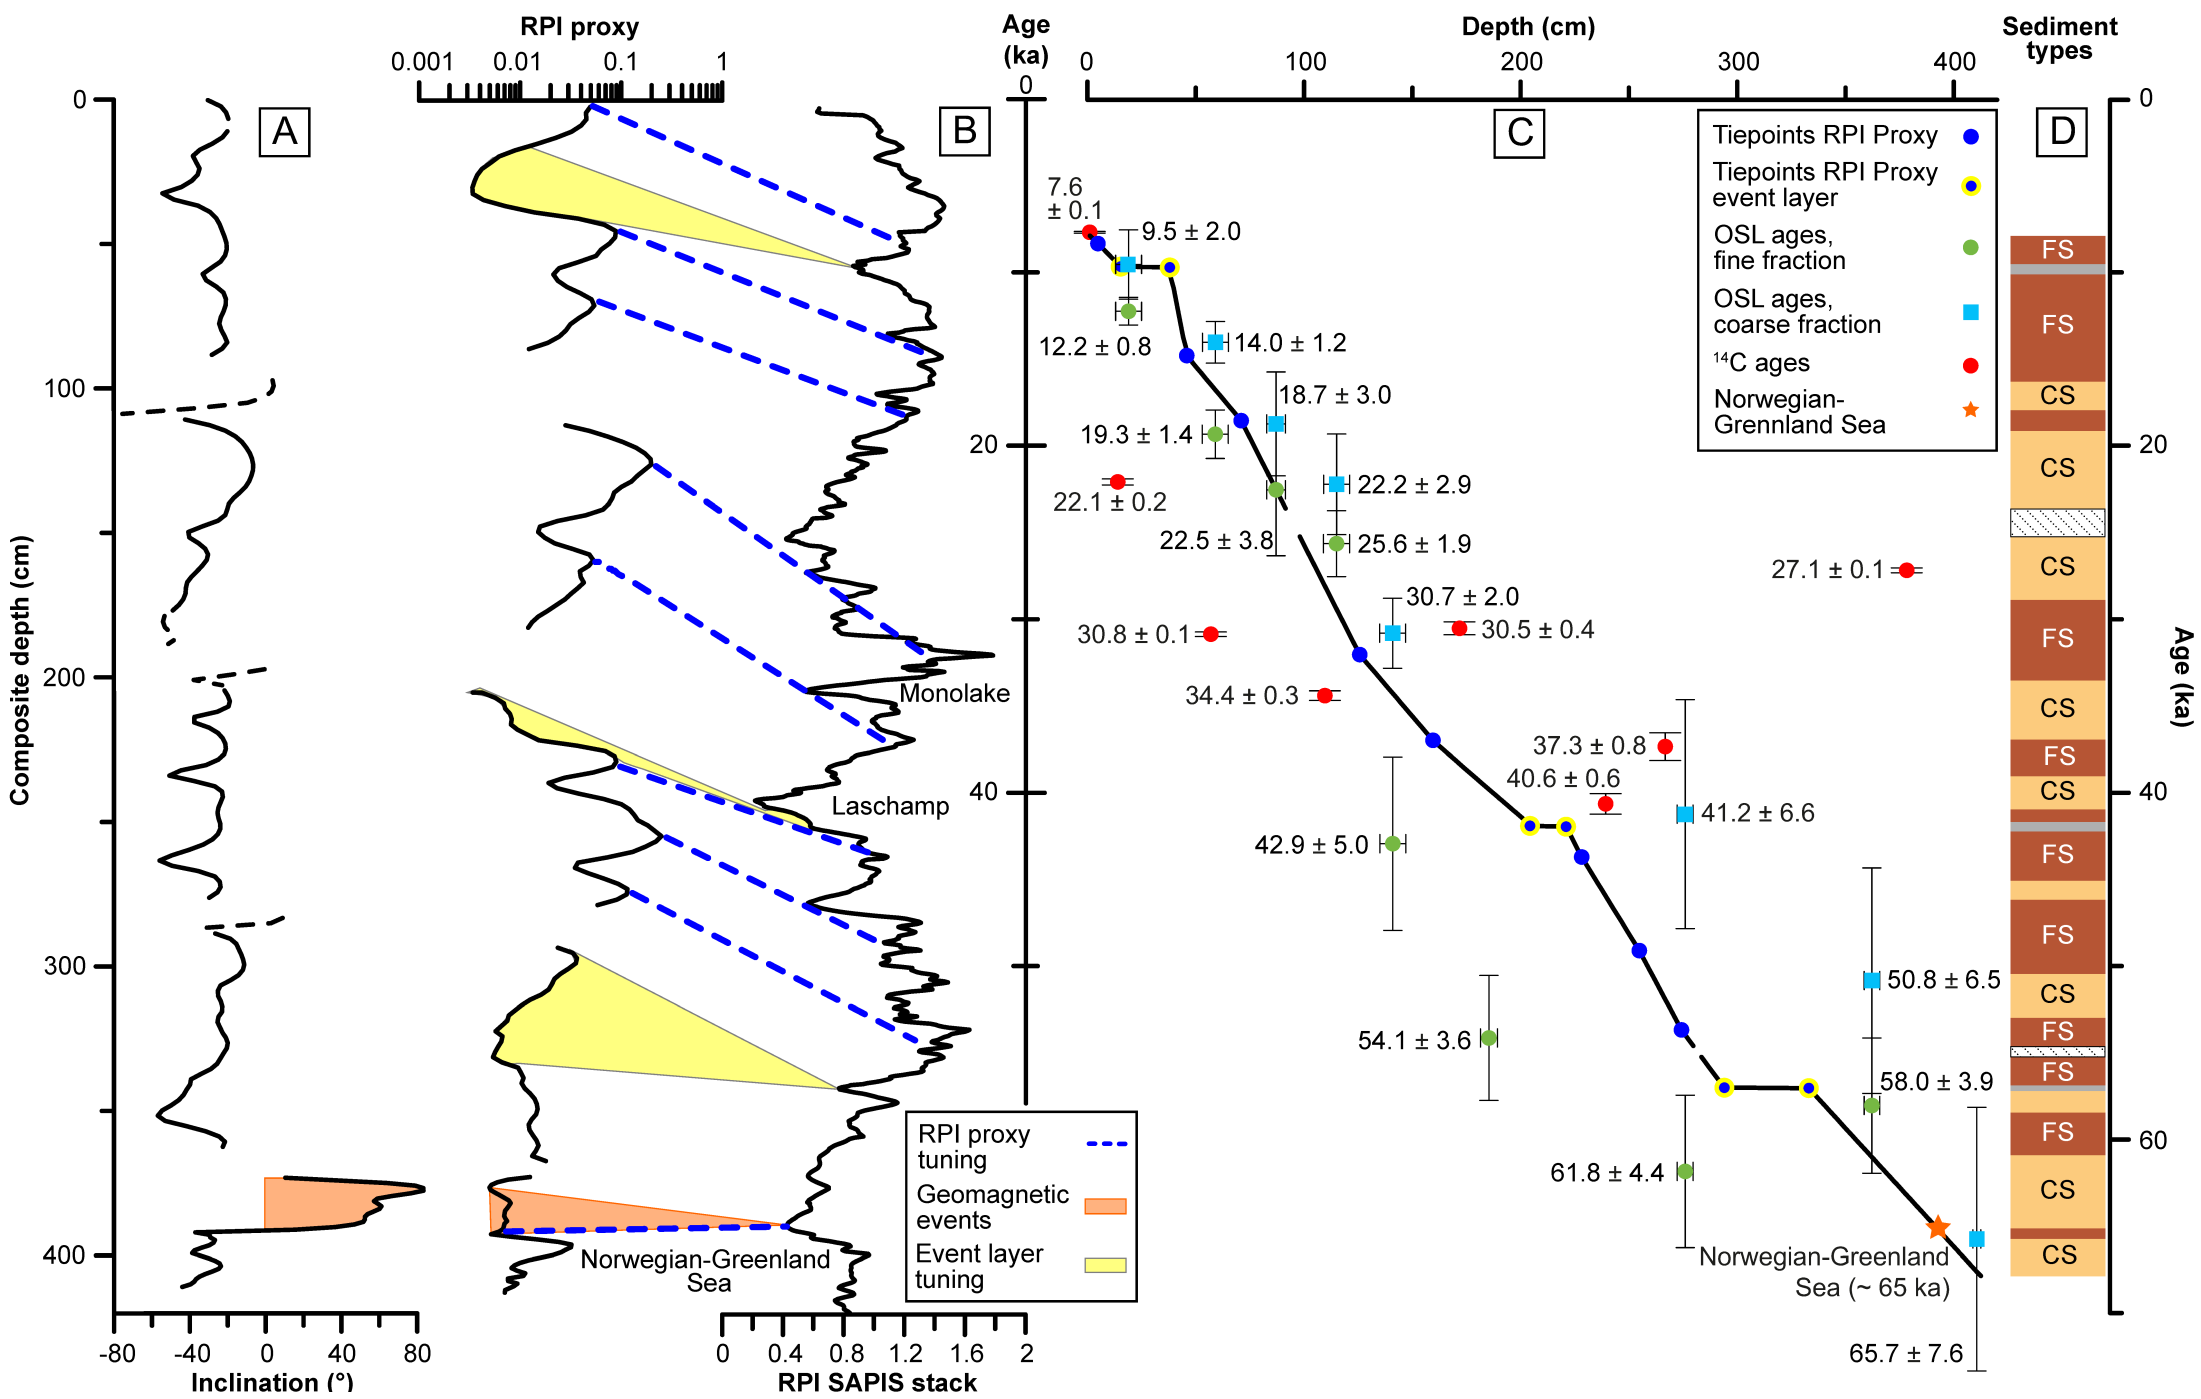 RPI proxy
0.001 0.01 0.1 1
Age
(ka)
Depth (cm)
0 100 200 300 400
Sediment
types
A
B
C
D
Composite depth (cm)
0
100
200
300
400
-80 -40 0 40 80
Inclination (°)
Monolake
Laschamp
Norwegian-Greenland
Sea
RPI proxy
tuning
Geomagnetic
events
Event layer
tuning
0 0.4 0.8 1.2 1.6 2
RPI SAPIS stack
0
20
40
7.6
± 0.1
9.5 ± 2.0
12.2 ± 0.8
14.0 ± 1.2
18.7 ± 3.0
19.3 ± 1.4
22.1 ± 0.2
22.2 ± 2.9
22.5 ± 3.8
25.6 ± 1.9
27.1 ± 0.1
30.7 ± 2.0
30.8 ± 0.1
30.5 ± 0.4
34.4 ± 0.3
37.3 ± 0.8
40.6 ± 0.6
41.2 ± 6.6
42.9 ± 5.0
50.8 ± 6.5
54.1 ± 3.6
58.0 ± 3.9
61.8 ± 4.4
Norwegian-Greenland
Sea (~ 65 ka)
65.7 ± 7.6
Tiepoints RPI Proxy
Tiepoints RPI Proxy
event layer
OSL ages,
fine fraction
OSL ages,
coarse fraction
14C ages
Norwegian-
Grennland Sea
FS
FS
CS
CS
CS
FS
CS
FS
CS
FS
FS
CS
FS
FS
FS
CS
CS
0
20
40
60
Age (ka)